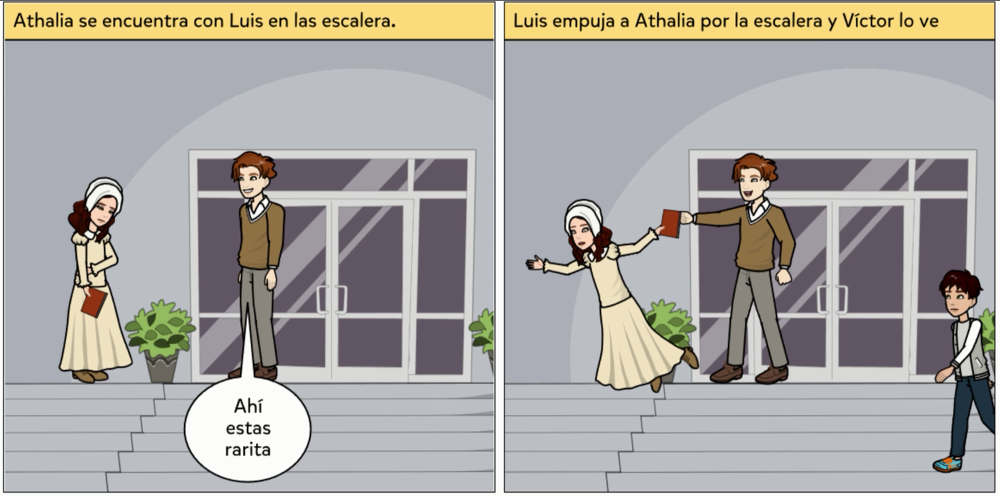 Athalia se encuentra con Luis en las escalera.
Ahí
estas
rarita
Luis empuja a Athalia por la escalera y Víctor lo ve